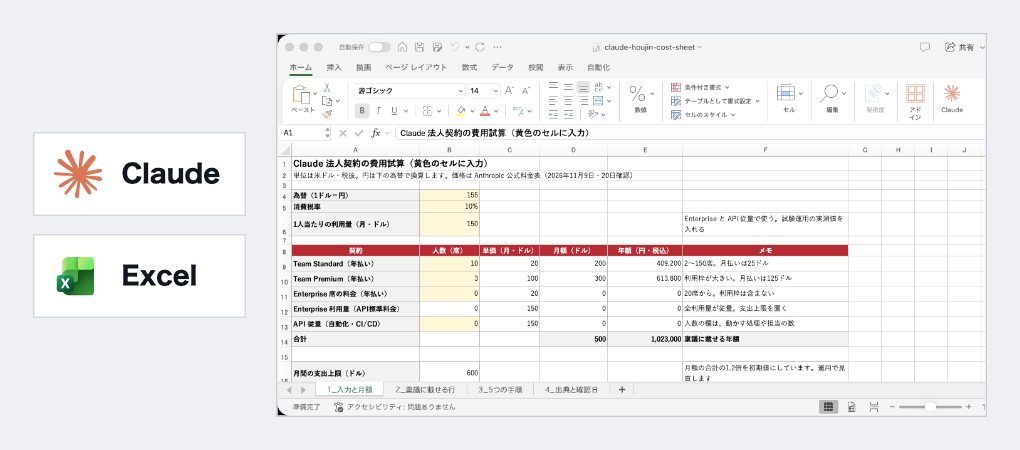 Claude
Excel
自動保存
claude-houjin-cost-sheet
共有
ホーム 挿入 描画 ページ レイアウト 数式 データ 校閲 表示 自動化
ペースト
游ゴシック 14
B I U
数値
条件付き書式
テーブルとして書式設定
セルのスタイル
セル
編集
秘密度
アド
イン
Claude
A1 fx Claude 法人契約の費用試算（黄色のセルに入力）
A B C D E F G H I J
1 Claude 法人契約の費用試算（黄色のセルに入力）
2 単位は米ドル・税抜。円は下の為替で換算します。価格は Anthropic 公式料金表（2026年11月9日・20日確認）
3
4 為替（1ドル＝円） 155
5 消費税率 10%
6 1人当たりの利用量（月・ドル） 150 Enterprise と API 従量で使う。試験運用の実測値を
入れる
7
8 契約 人数（席） 単価（月・ドル） 月額（ドル） 年額（円・税込） メモ
9 Team Standard（年払い） 10 20 200 409,200 2〜150席。月払いは25ドル
10 Team Premium（年払い） 3 100 300 613,800 利用枠が大きい。月払いは125ドル
11 Enterprise 席の料金（年払い） 0 20 0 0 20席から。利用枠は含まない
12 Enterprise 利用量（API標準料金） 0 150 0 0 全利用量が従量。支出上限を置く
13 API 従量（自動化・CI/CD） 0 150 0 0 人数の欄は、動かす処理や担当の数
14 合計 500 1,023,000 稟議に載せる年額
15
16 月間の支出上限（ドル） 600 月額の合計の1.2倍を初期値にしています。運用で見
直します
1_入力と月額 2_稟議に載せる行 3_5つの手順 4_出典と確認日 +
準備完了 アクセシビリティ: 問題ありません